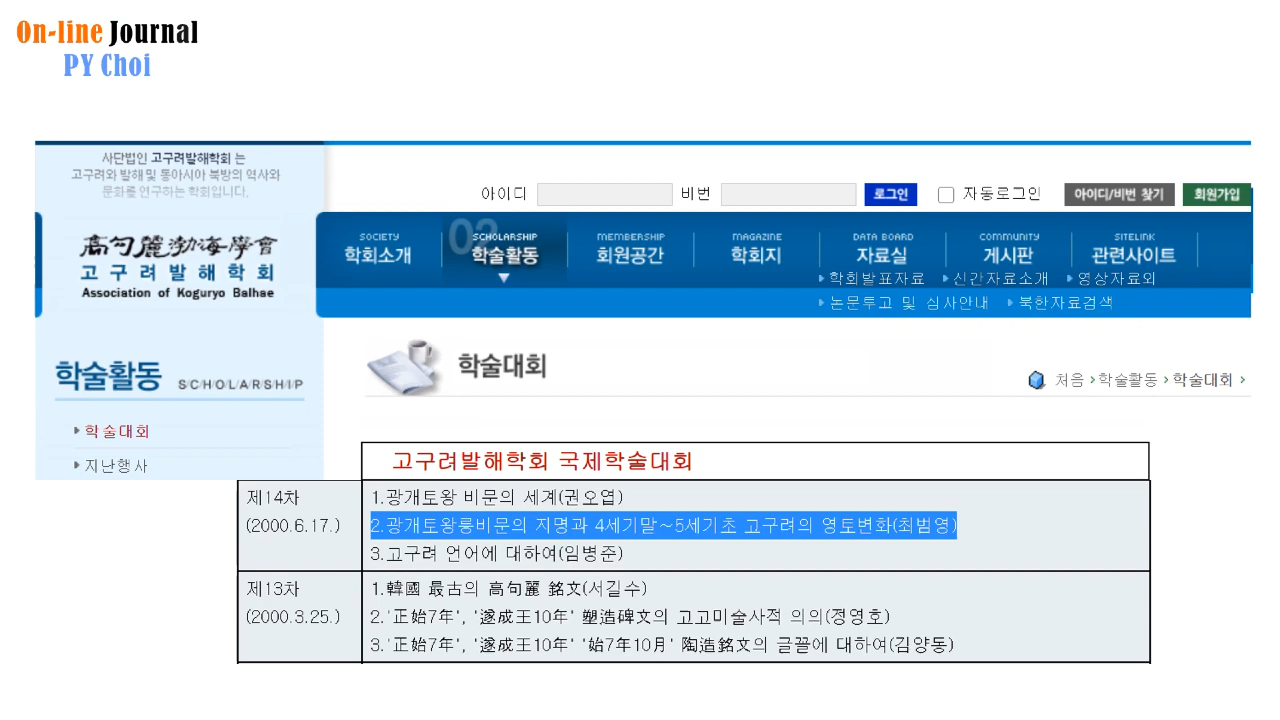 On-line Journal
PY Choi
사단법인 고구려발해학회 는
고구려와 발해 및 동아시아 북방의 역사와
문화를 연구하는 학회입니다.
아이디 비번 로그인 자동로그인 아이디/비번 찾기 회원가입
高句麗渤海學會
고구려발해학회
Association of Koguryo Balhae
SOCIETY SCHOLARSHIP MEMBERSHIP MAGAZINE DATA BOARD COMMUNITY SITELINK
02
학회소개 학술활동 회원공간 학회지 자료실 게시판 관련사이트
학회발표자료 신간자료소개 영상자료외
논문투고 및 심사안내 북한자료검색
학술활동 SCHOLARSHIP
학술대회
처음 › 학술활동 › 학술대회 ›
학술대회
지난행사
고구려발해학회 국제학술대회
제14차
(2000.6.17.)
1.광개토왕 비문의 세계(권오엽)
2.광개토왕릉비문의 지명과 4세기말~5세기초 고구려의 영토변화(최범영)
3.고구려 언어에 대하여(임병준)
제13차
(2000.3.25.)
1.韓國 最古의 高句麗 銘文(서길수)
2.'正始7年', '遂成王10年' 塑造碑文의 고고미술사적 의의(정영호)
3.'正始7年', '遂成王10年' '始7年10月' 陶造銘文의 글꼴에 대하여(김양동)